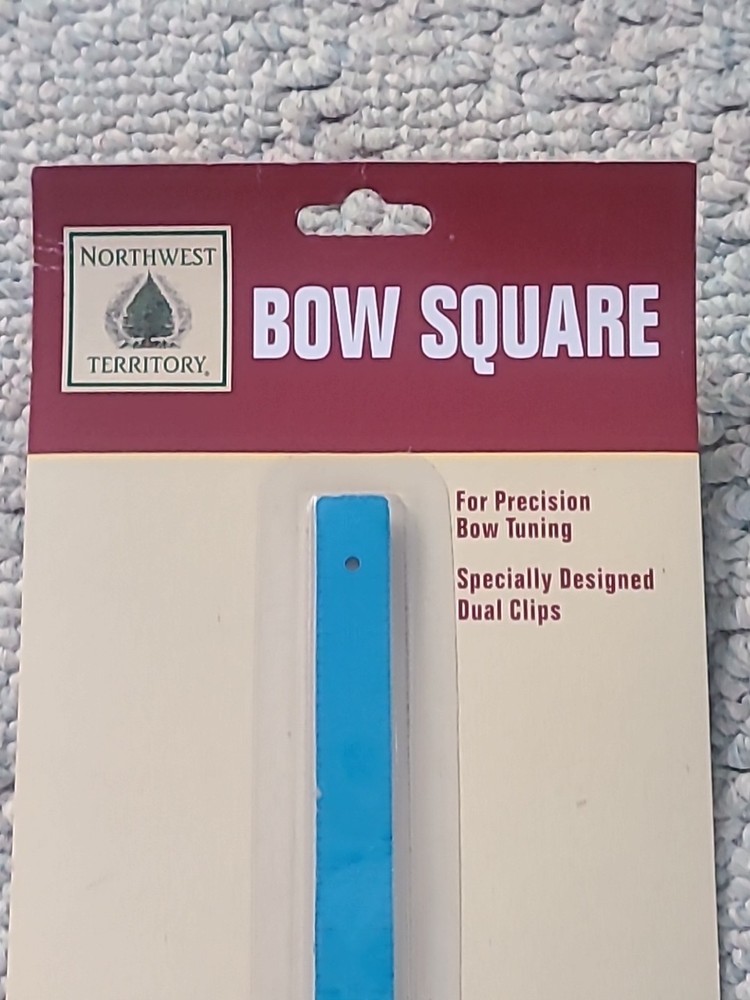 NORTHWEST
TERRITORY®
BOW SQUARE
For Precision
Bow Tuning
Specially Designed
Dual Clips